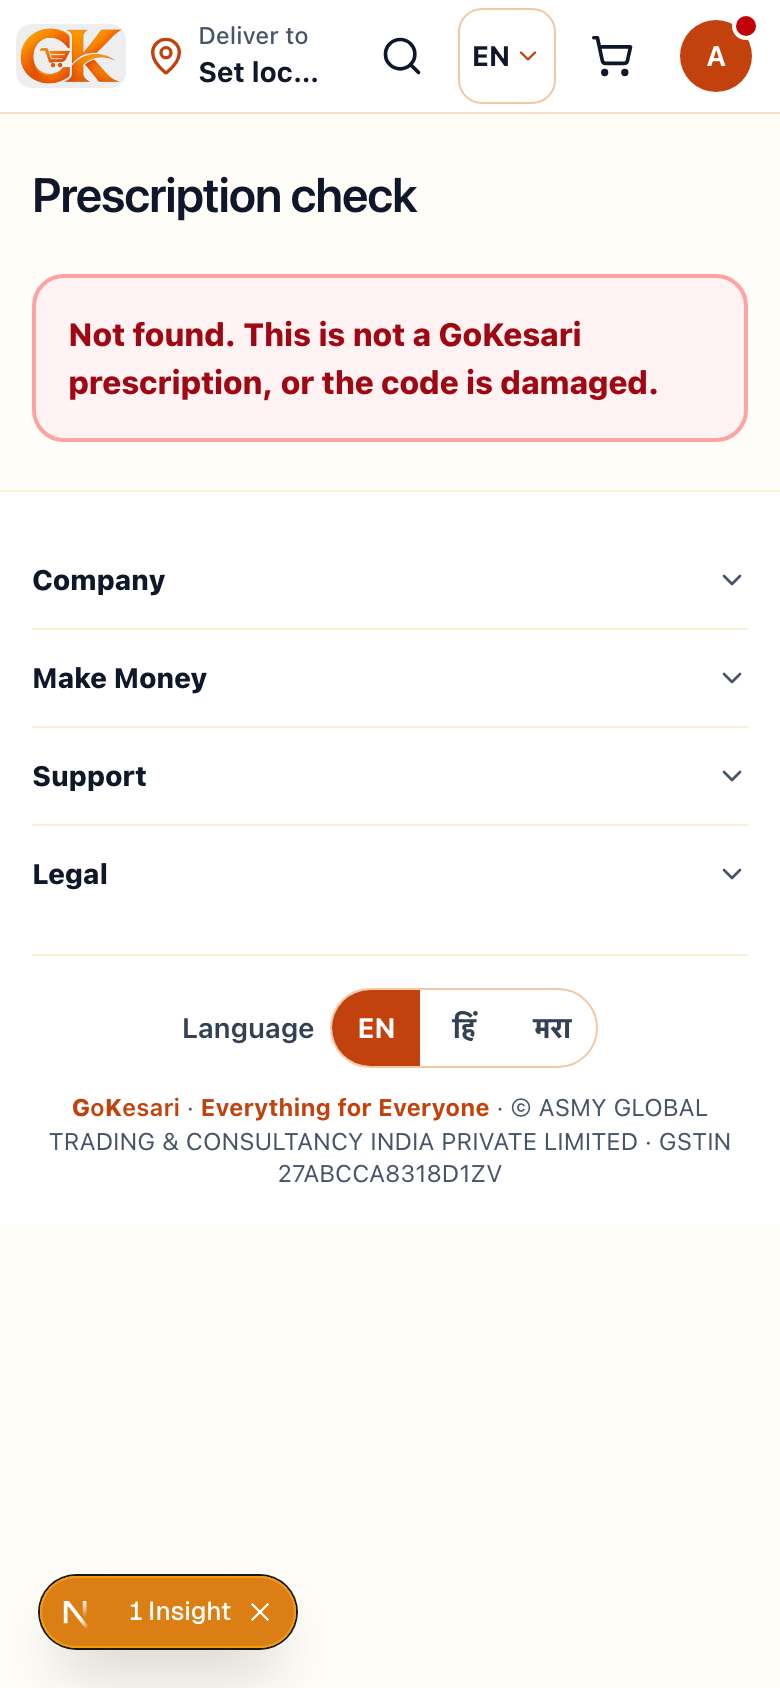 GK
Deliver to
Set loc...
EN
A
Prescription check
Not found. This is not a GoKesari
prescription, or the code is damaged.
Company
Make Money
Support
Legal
Language EN हिं मरा
GoKesari · Everything for Everyone · © ASMY GLOBAL
TRADING & CONSULTANCY INDIA PRIVATE LIMITED · GSTIN
27ABCCA8318D1ZV
N 1 Insight